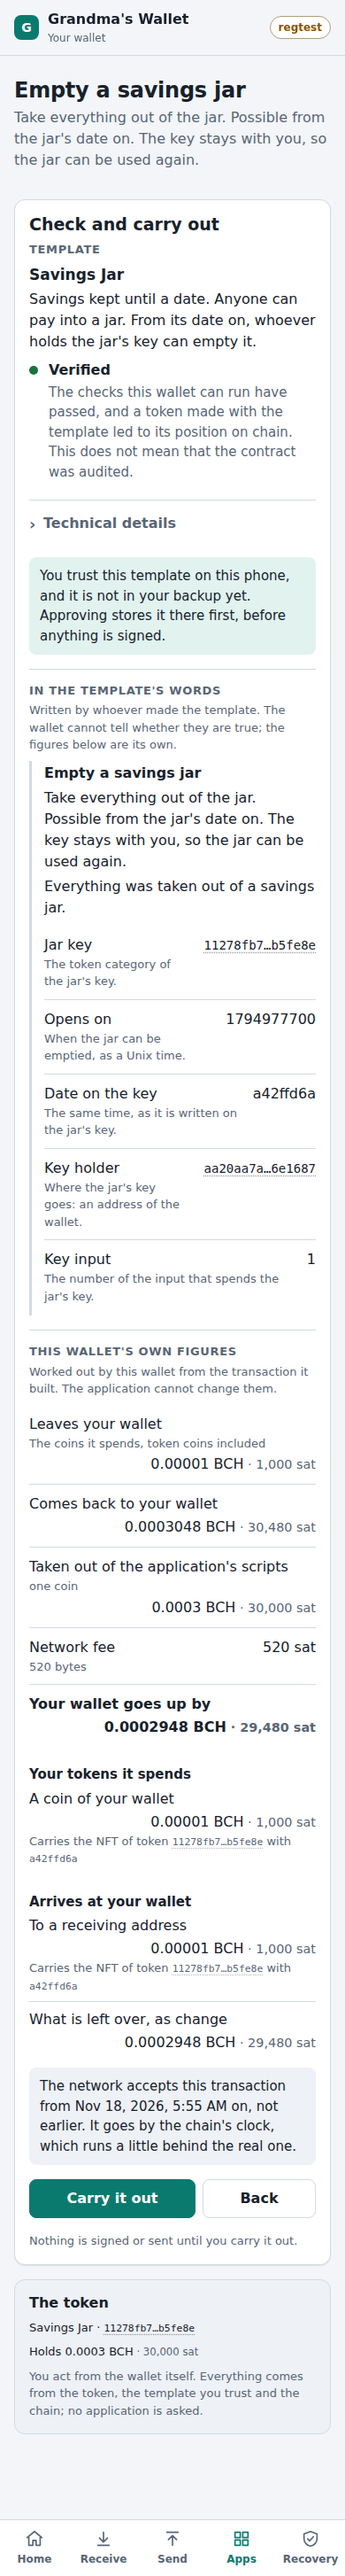 G
Grandma's Wallet
Your wallet
regtest
Empty a savings jar
Take everything out of the jar. Possible from
the jar's date on. The key stays with you, so
the jar can be used again.
Check and carry out
TEMPLATE
Savings Jar
Savings kept until a date. Anyone can
pay into a jar. From its date on, whoever
holds the jar's key can empty it.
Verified
The checks this wallet can run have
passed, and a token made with the
template led to its position on chain.
This does not mean that the contract
was audited.
› Technical details
You trust this template on this phone,
and it is not in your backup yet.
Approving stores it there first, before
anything is signed.
IN THE TEMPLATE'S WORDS
Written by whoever made the template. The
wallet cannot tell whether they are true; the
figures below are its own.
Empty a savings jar
Take everything out of the jar.
Possible from the jar's date on. The
key stays with you, so the jar can be
used again.
Everything was taken out of a savings
jar.
Jar key 11278fb7…b5fe8e
The token category of
the jar's key.
Opens on 1794977700
When the jar can be
emptied, as a Unix time.
Date on the key a42ffd6a
The same time, as it is written on
the jar's key.
Key holder aa20aa7a…6e1687
Where the jar's key
goes: an address of the
wallet.
Key input 1
The number of the input that spends the
jar's key.
THIS WALLET'S OWN FIGURES
Worked out by this wallet from the transaction it
built. The application cannot change them.
Leaves your wallet
The coins it spends, token coins included
0.00001 BCH · 1,000 sat
Comes back to your wallet
0.0003048 BCH · 30,480 sat
Taken out of the application's scripts
one coin
0.0003 BCH · 30,000 sat
Network fee 520 sat
520 bytes
Your wallet goes up by
0.0002948 BCH · 29,480 sat
Your tokens it spends
A coin of your wallet
0.00001 BCH · 1,000 sat
Carries the NFT of token 11278fb7…b5fe8e with
a42ffd6a
Arrives at your wallet
To a receiving address
0.00001 BCH · 1,000 sat
Carries the NFT of token 11278fb7…b5fe8e with
a42ffd6a
What is left over, as change
0.0002948 BCH · 29,480 sat
The network accepts this transaction
from Nov 18, 2026, 5:55 AM on, not
earlier. It goes by the chain's clock,
which runs a little behind the real one.
Carry it out Back
Nothing is signed or sent until you carry it out.
The token
Savings Jar · 11278fb7…b5fe8e
Holds 0.0003 BCH · 30,000 sat
You act from the wallet itself. Everything comes
from the token, the template you trust and the
chain; no application is asked.
Home Receive Send Apps Recovery